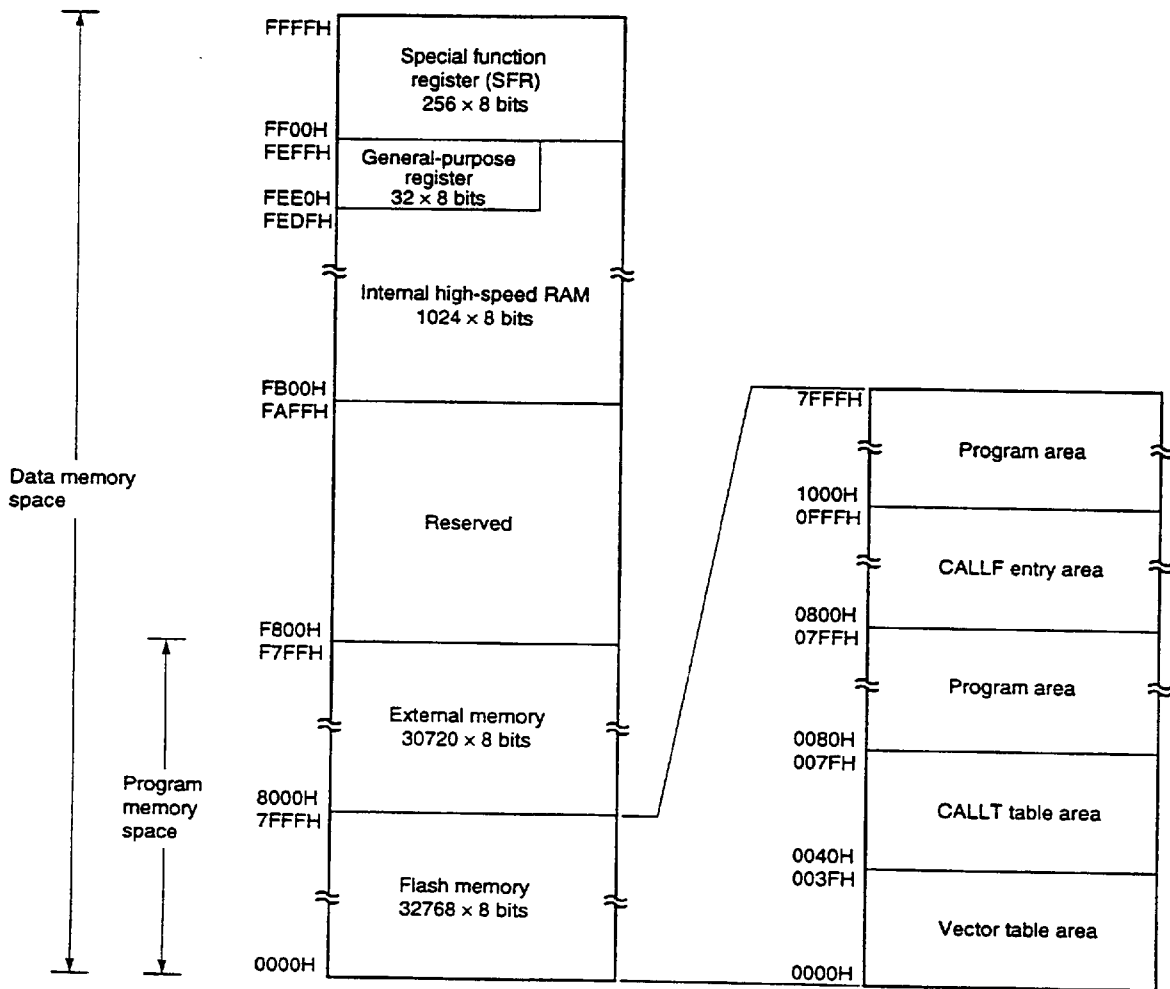 FFFFH
Special function
register (SFR)
256 × 8 bits
FF00H
FEFFH
General-purpose
register
32 × 8 bits
FEE0H
FEDFH
Internal high-speed RAM
1024 × 8 bits
FB00H
FAFFH
Data memory
space
Reserved
F800H
F7FFH
External memory
30720 × 8 bits
Program
memory
space
8000H
7FFFH
Flash memory
32768 × 8 bits
0000H
7FFFH
Program area
1000H
0FFFH
CALLF entry area
0800H
07FFH
Program area
0080H
007FH
CALLT table area
0040H
003FH
Vector table area
0000H